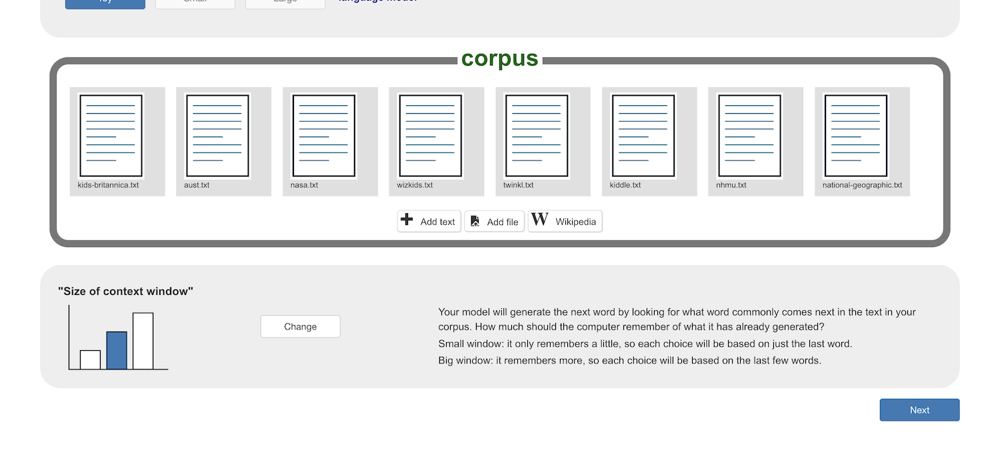 Toy Small Large language model
corpus
kids-britannica.txt aust.txt nasa.txt wizkids.txt twinkl.txt kiddle.txt nhmu.txt national-geographic.txt
Add text Add file W Wikipedia
"Size of context window"
Change
Your model will generate the next word by looking for what word commonly comes next in the text in your
corpus. How much should the computer remember of what it has already generated?
Small window: it only remembers a little, so each choice will be based on just the last word.
Big window: it remembers more, so each choice will be based on the last few words.
Next